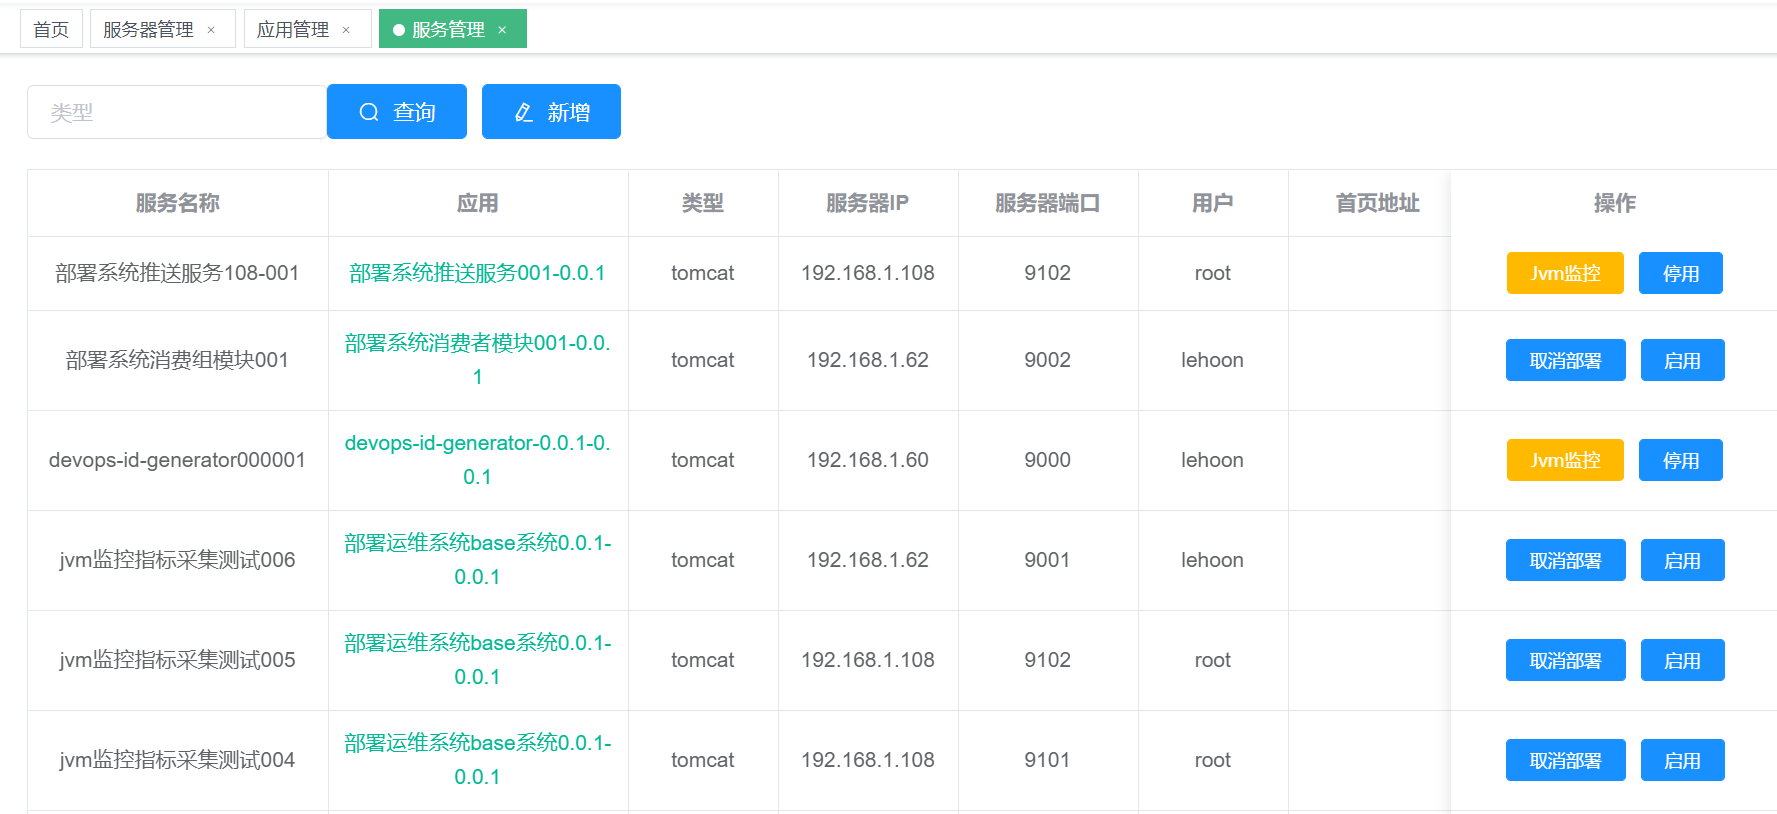 首页 服务器管理 × 应用管理 × 服务管理 ×
类型 查询 新增
服务名称 应用 类型 服务器IP 服务器端口 用户 首页地址 操作
部署系统推送服务108-001 部署系统推送服务001-0.0.1 tomcat 192.168.1.108 9102 root Jvm监控 停用
部署系统消费组模块001 部署系统消费者模块001-0.0. tomcat 192.168.1.62 9002 lehoon 取消部署 启用
1
devops-id-generator000001 devops-id-generator-0.0.1-0. tomcat 192.168.1.60 9000 lehoon Jvm监控 停用
0.1
jvm监控指标采集测试006 部署运维系统base系统0.0.1- tomcat 192.168.1.62 9001 lehoon 取消部署 启用
0.0.1
jvm监控指标采集测试005 部署运维系统base系统0.0.1- tomcat 192.168.1.108 9102 root 取消部署 启用
0.0.1
jvm监控指标采集测试004 部署运维系统base系统0.0.1- tomcat 192.168.1.108 9101 root 取消部署 启用
0.0.1